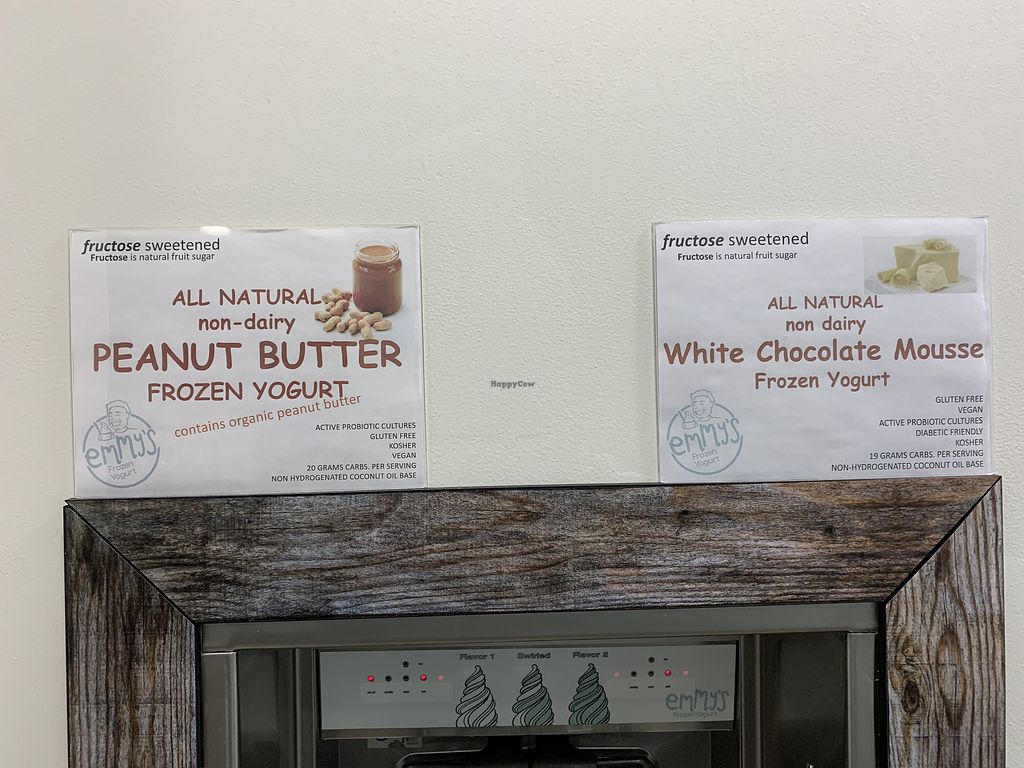 fructose sweetened
Fructose is natural fruit sugar
ALL NATURAL
non-dairy
PEANUT BUTTER
FROZEN YOGURT
contains organic peanut butter
ACTIVE PROBIOTIC CULTURES
GLUTEN FREE
KOSHER
VEGAN
20 GRAMS CARBS. PER SERVING
NON HYDROGENATED COCONUT OIL BASE
emmy's
Frozen
Yogurt
HappyCow
fructose sweetened
Fructose is natural fruit sugar
ALL NATURAL
non dairy
White Chocolate Mousse
Frozen Yogurt
GLUTEN FREE
VEGAN
ACTIVE PROBIOTIC CULTURES
DIABETIC FRIENDLY
KOSHER
19 GRAMS CARBS. PER SERVING
NON-HYDROGENATED COCONUT OIL BASE
emmy's
Frozen
Yogurt
Flavor 1 Swirled Flavor 2
emmy's
Frozen Yogurt